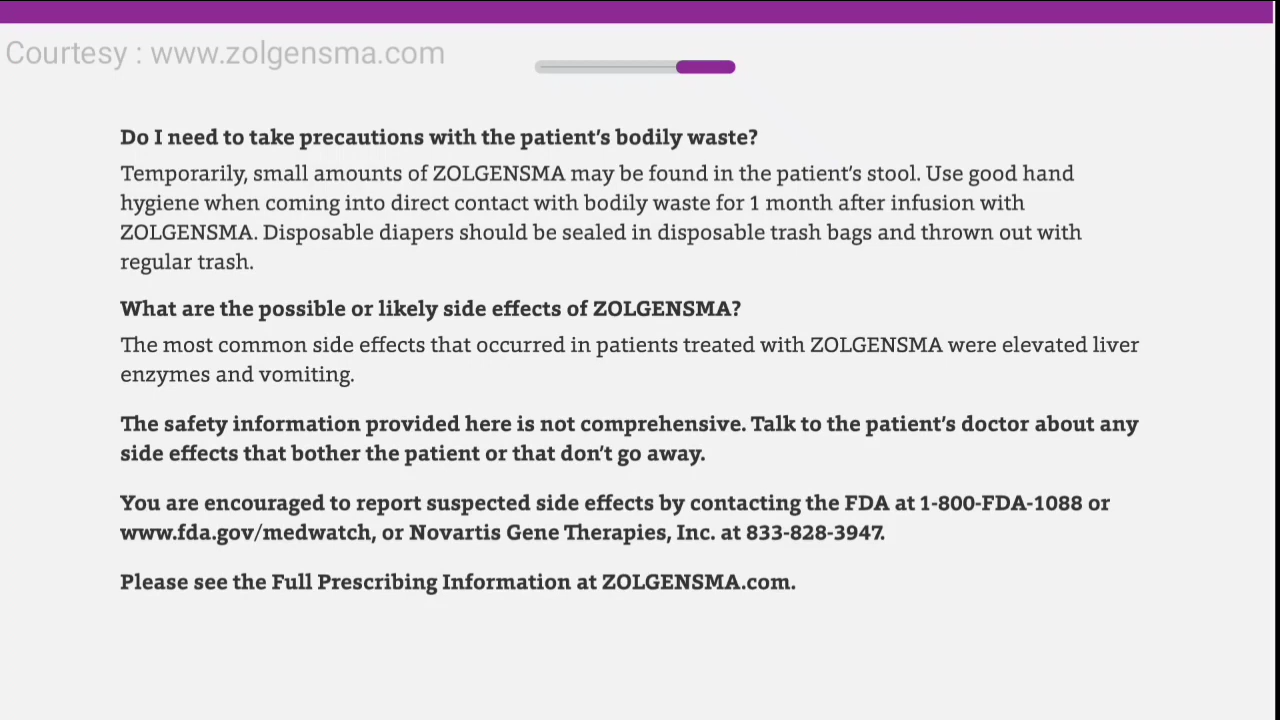 Courtesy : www.zolgensma.com
Do I need to take precautions with the patient’s bodily waste?
Temporarily, small amounts of ZOLGENSMA may be found in the patient’s stool. Use good hand
hygiene when coming into direct contact with bodily waste for 1 month after infusion with
ZOLGENSMA. Disposable diapers should be sealed in disposable trash bags and thrown out with
regular trash.
What are the possible or likely side effects of ZOLGENSMA?
The most common side effects that occurred in patients treated with ZOLGENSMA were elevated liver
enzymes and vomiting.
The safety information provided here is not comprehensive. Talk to the patient’s doctor about any
side effects that bother the patient or that don’t go away.
You are encouraged to report suspected side effects by contacting the FDA at 1-800-FDA-1088 or
www.fda.gov/medwatch, or Novartis Gene Therapies, Inc. at 833-828-3947.
Please see the Full Prescribing Information at ZOLGENSMA.com.